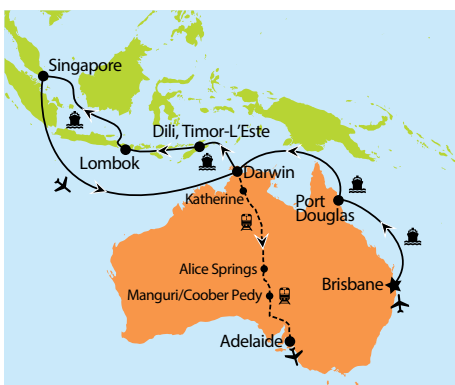 Singapore
Dili, Timor-L'Este
Lombok
Darwin
Katherine
Port
Douglas
Alice Springs
Manguri/Coober Pedy
Brisbane
Adelaide